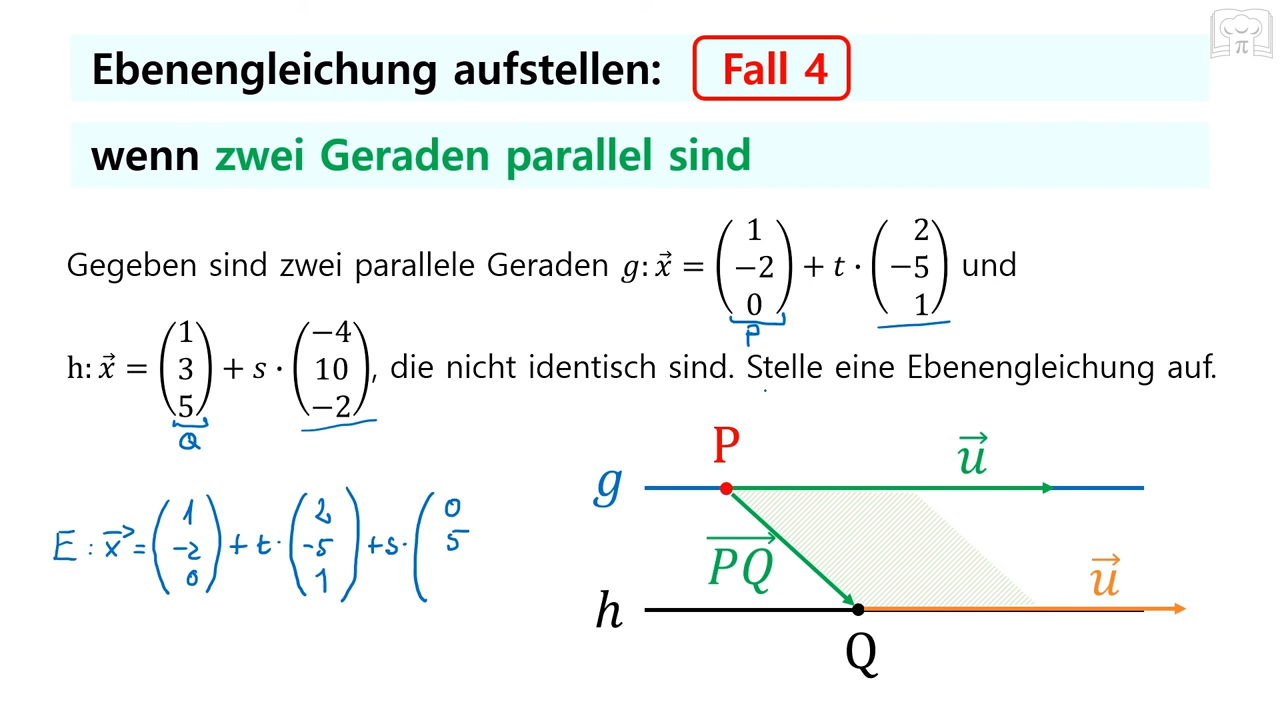 Ebenengleichung aufstellen: Fall 4
wenn zwei Geraden parallel sind
Gegeben sind zwei parallele Geraden g: x⃗ = (1 −2 0) + t · (2 −5 1) und
P
h: x⃗ = (1 3 5) + s · (−4 10 −2), die nicht identisch sind. Stelle eine Ebenengleichung auf.
Q
E: x⃗ = (1 -2 0) + t · (2 -5 1) + s · (0 5
P
u⃗
g
PQ⃗
u⃗
h
Q
π